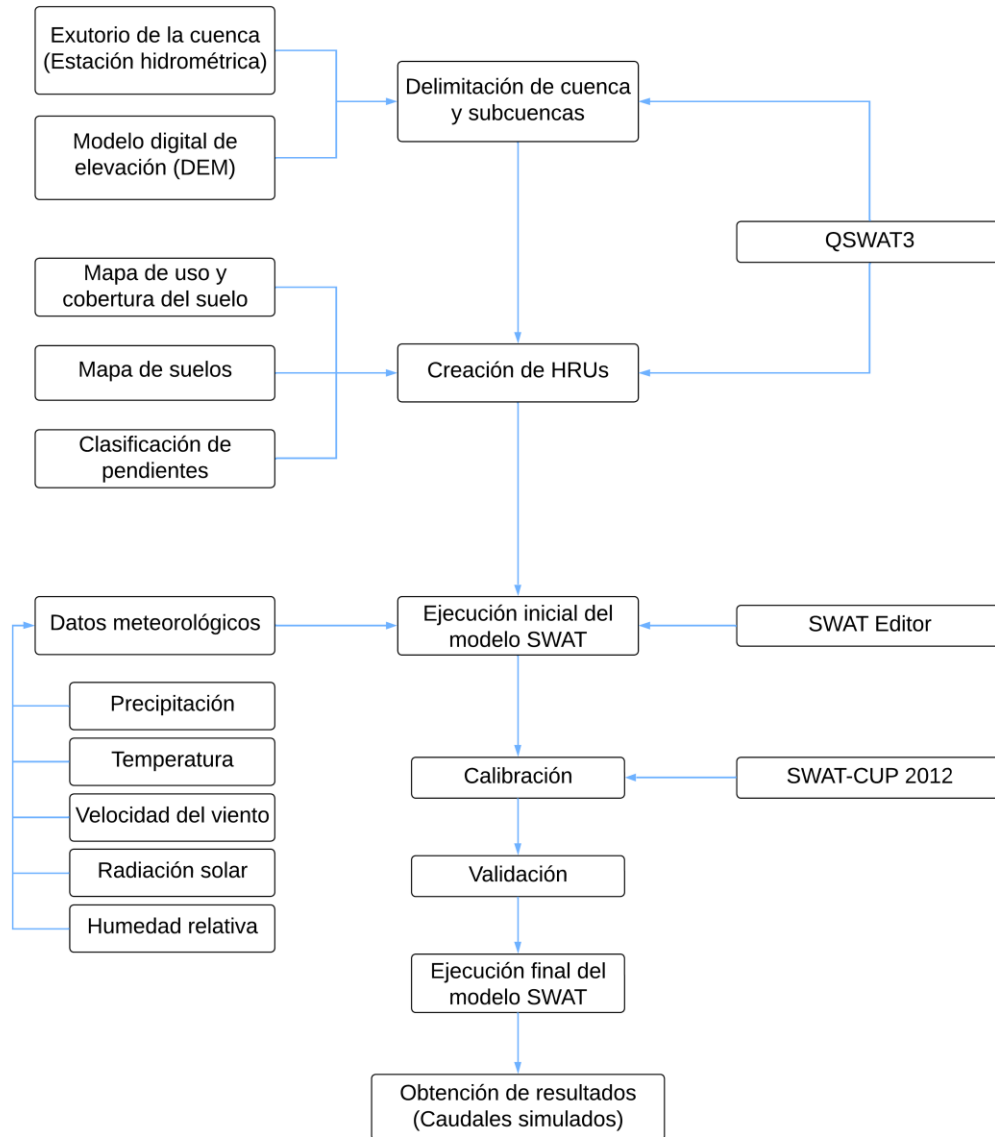 Exutorio de la cuenca
(Estación hidrométrica)
Delimitación de cuenca
y subcuencas
Modelo digital de
elevación (DEM)
QSWAT3
Mapa de uso y
cobertura del suelo
Mapa de suelos
Creación de HRUs
Clasificación de
pendientes
Datos meteorológicos
Ejecución inicial del
modelo SWAT
SWAT Editor
Precipitación
Temperatura
Calibración
SWAT-CUP 2012
Velocidad del viento
Radiación solar
Validación
Humedad relativa
Ejecución final del
modelo SWAT
Obtención de resultados
(Caudales simulados)